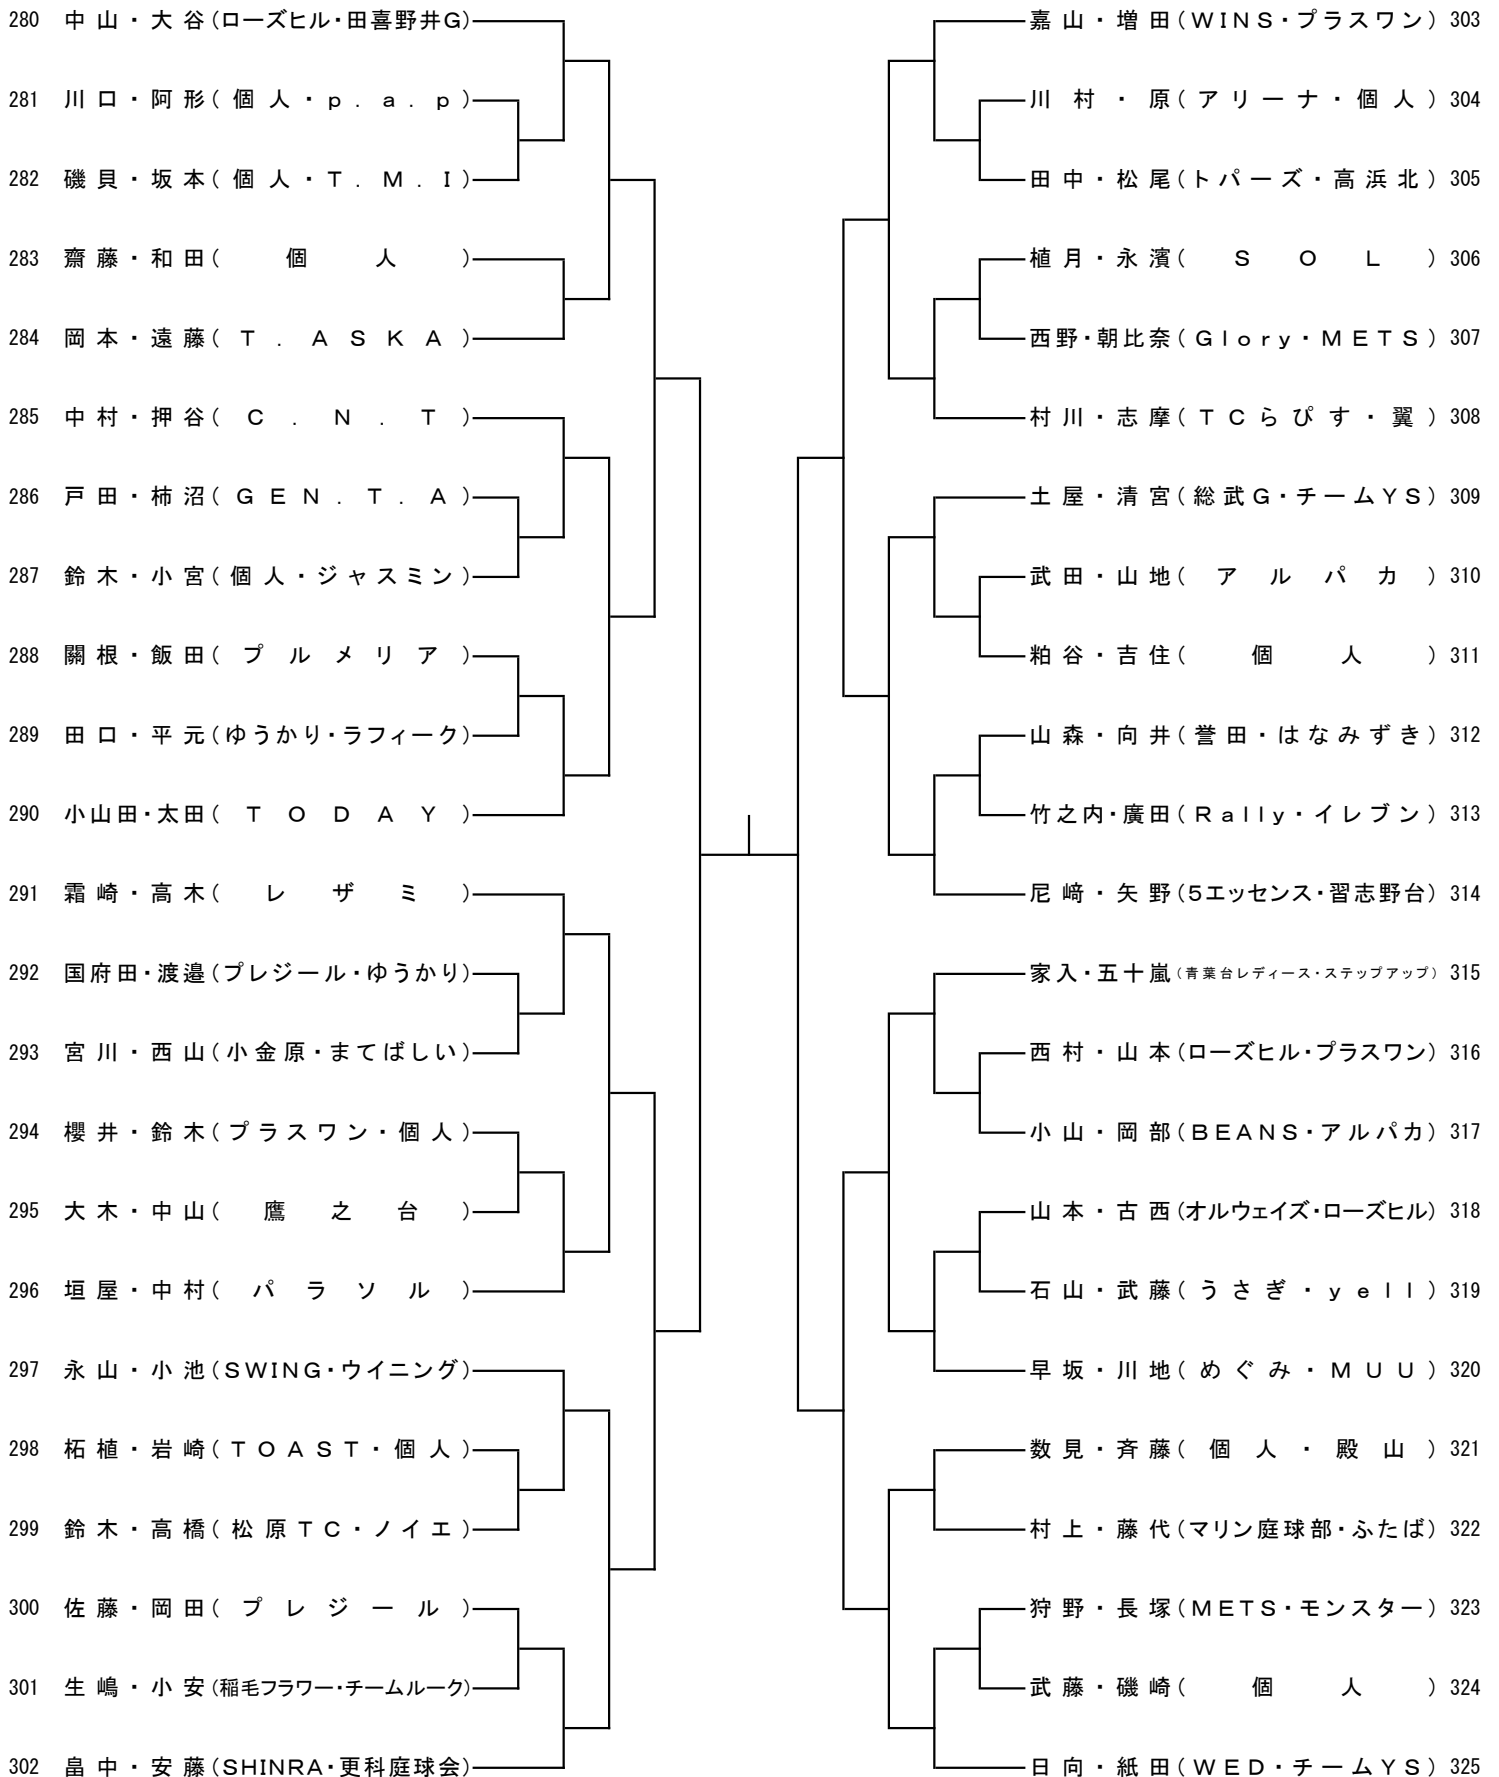 280 中山・大谷(ローズヒル・田喜野井G)
281 川口・阿形(個人・p.a.p)
282 磯貝・坂本(個人・T.M.I)
283 齋藤・和田(個人)
284 岡本・遠藤(T.ASKA)
285 中村・押谷(C.N.T)
286 戸田・柿沼(GEN.T.A)
287 鈴木・小宮(個人・ジャスミン)
288 關根・飯田(プルメリア)
289 田口・平元(ゆうかり・ラフィーク)
290 小山田・太田(TODAY)
291 霜崎・高木(レザミ)
292 国府田・渡邉(プレジール・ゆうかり)
293 宮川・西山(小金原・まてばしい)
294 櫻井・鈴木(プラスワン・個人)
295 大木・中山(鷹之台)
296 垣屋・中村(パラソル)
297 永山・小池(SWING・ウイニング)
298 柘植・岩崎(TOAST・個人)
299 鈴木・高橋(松原TC・ノイエ)
300 佐藤・岡田(プレジール)
301 生嶋・小安(稲毛フラワー・チームルーク)
302 畠中・安藤(SHINRA・更科庭球会)
嘉山・増田(WINS・プラスワン) 303
川村・原(アリーナ・個人) 304
田中・松尾(トパーズ・高浜北) 305
植月・永濱(SOL) 306
西野・朝比奈(Glory・METS) 307
村川・志摩(TCらぴす・翼) 308
土屋・清宮(総武G・チームYS) 309
武田・山地(アルパカ) 310
粕谷・吉住(個人) 311
山森・向井(誉田・はなみずき) 312
竹之内・廣田(Rally・イレブン) 313
尼﨑・矢野(5エッセンス・習志野台) 314
家入・五十嵐(青葉台レディース・ステップアップ) 315
西村・山本(ローズヒル・プラスワン) 316
小山・岡部(BEANS・アルパカ) 317
山本・古西(オルウェイズ・ローズヒル) 318
石山・武藤(うさぎ・yell) 319
早坂・川地(めぐみ・MUU) 320
数見・斉藤(個人・殿山) 321
村上・藤代(マリン庭球部・ふたば) 322
狩野・長塚(METS・モンスター) 323
武藤・磯崎(個人) 324
日向・紙田(WED・チームYS) 325